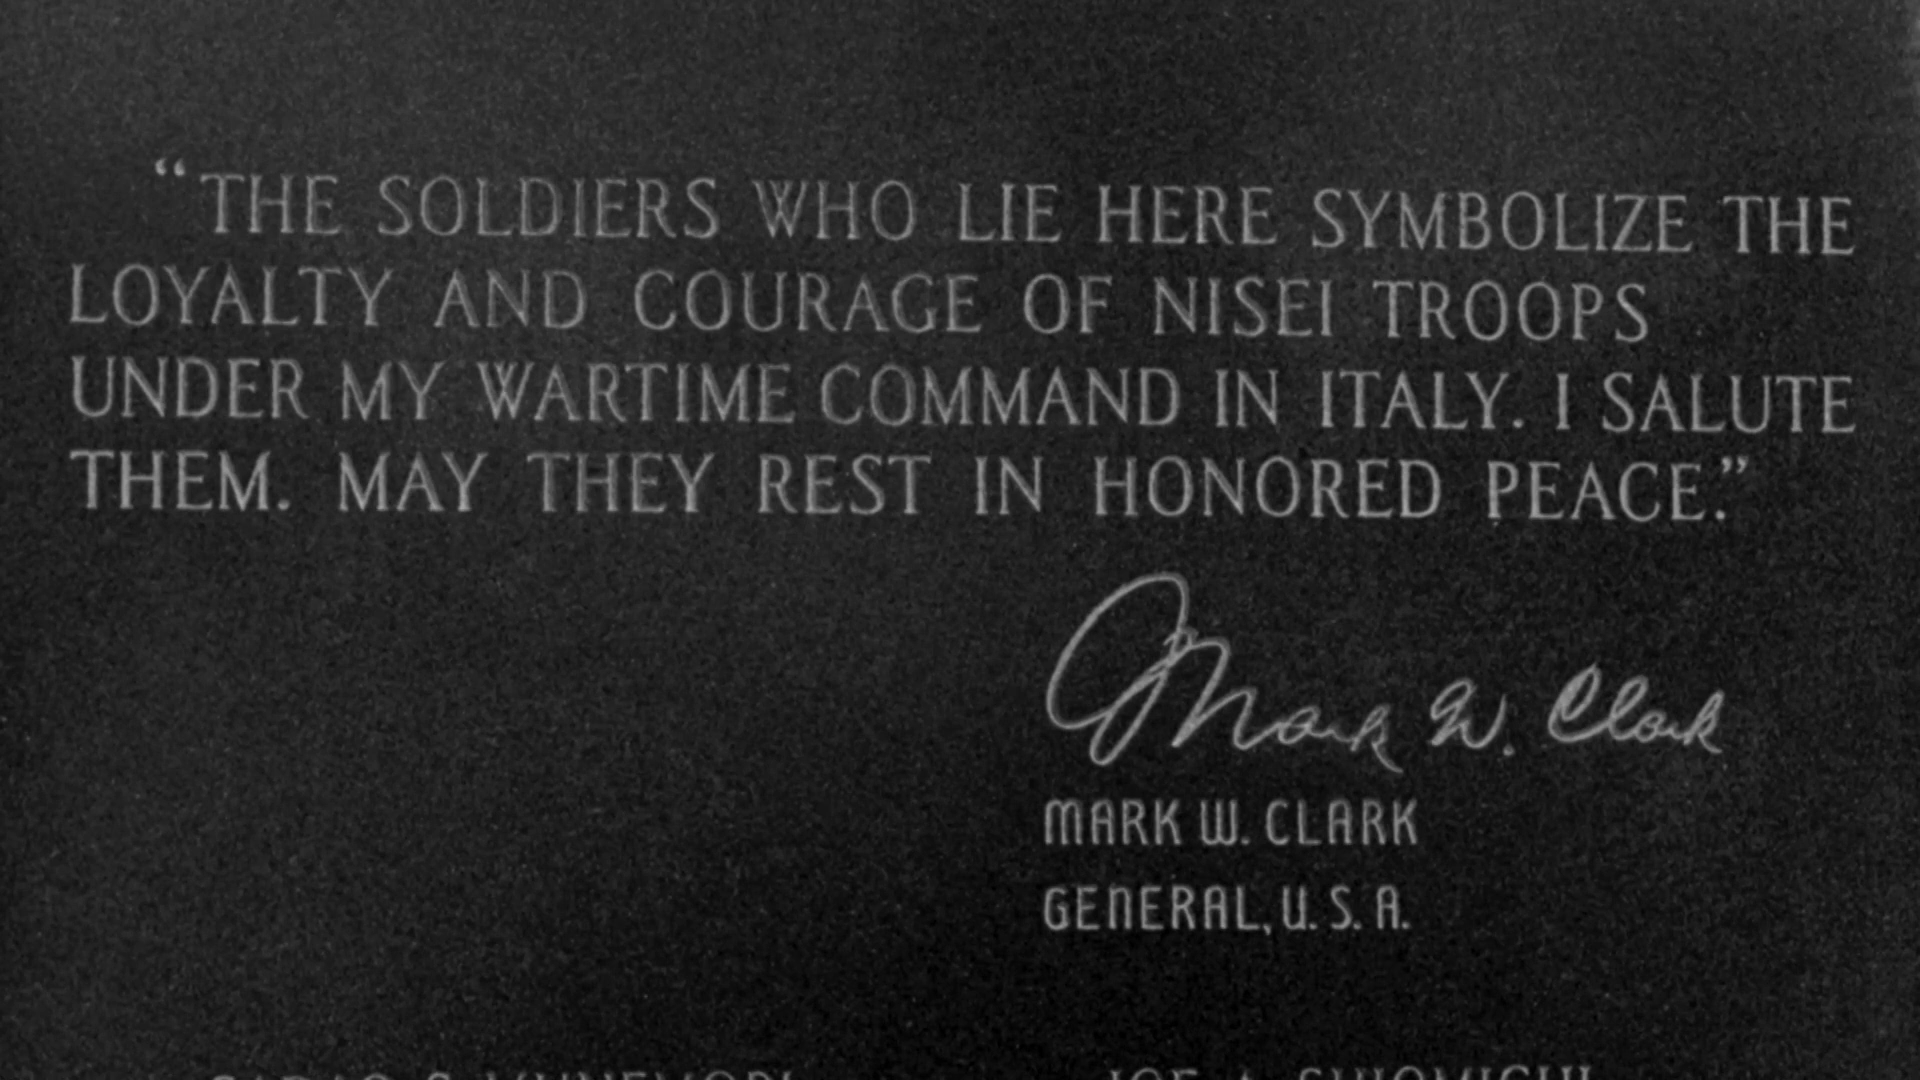 “THE SOLDIERS WHO LIE HERE SYMBOLIZE THE
LOYALTY AND COURAGE OF NISEI TROOPS
UNDER MY WARTIME COMMAND IN ITALY. I SALUTE
THEM. MAY THEY REST IN HONORED PEACE.”
Mark W. Clark
MARK W. CLARK
GENERAL, U. S. A.